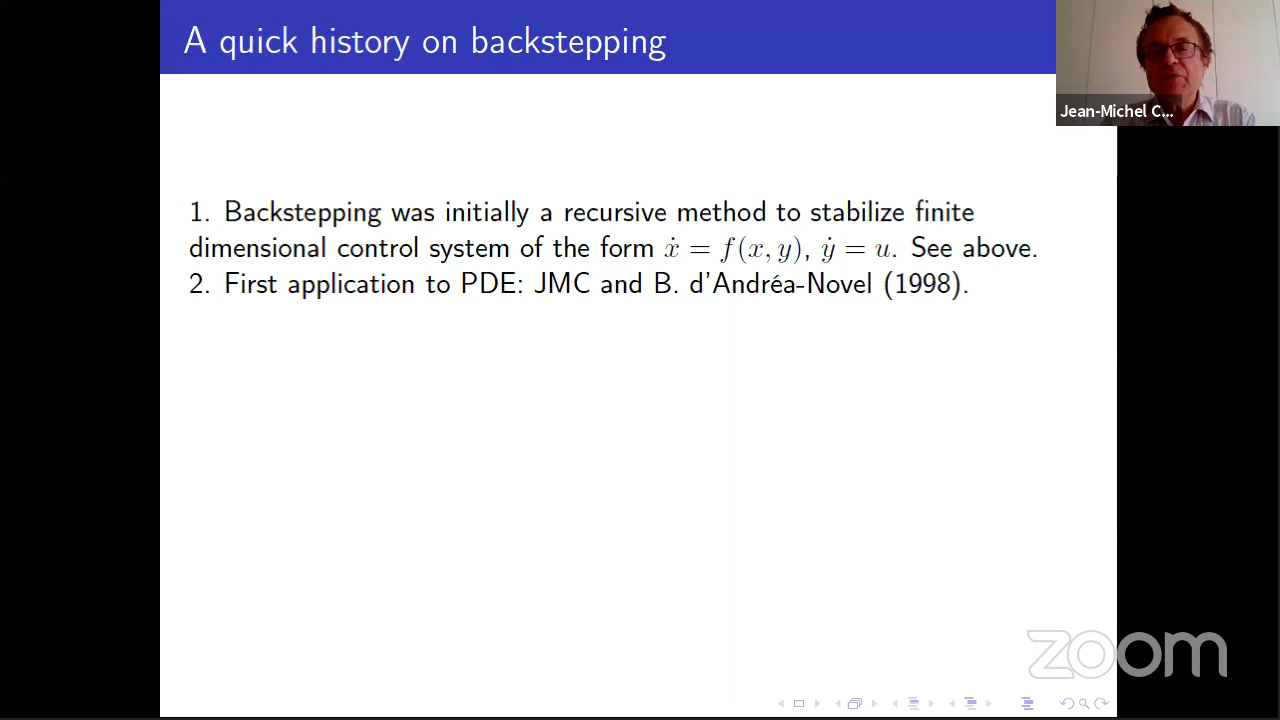 A quick history on backstepping
Jean-Michel C...
1. Backstepping was initially a recursive method to stabilize finite
dimensional control system of the form ẋ = f(x, y), ẏ = u. See above.
2. First application to PDE: JMC and B. d'Andréa-Novel (1998).
zoom